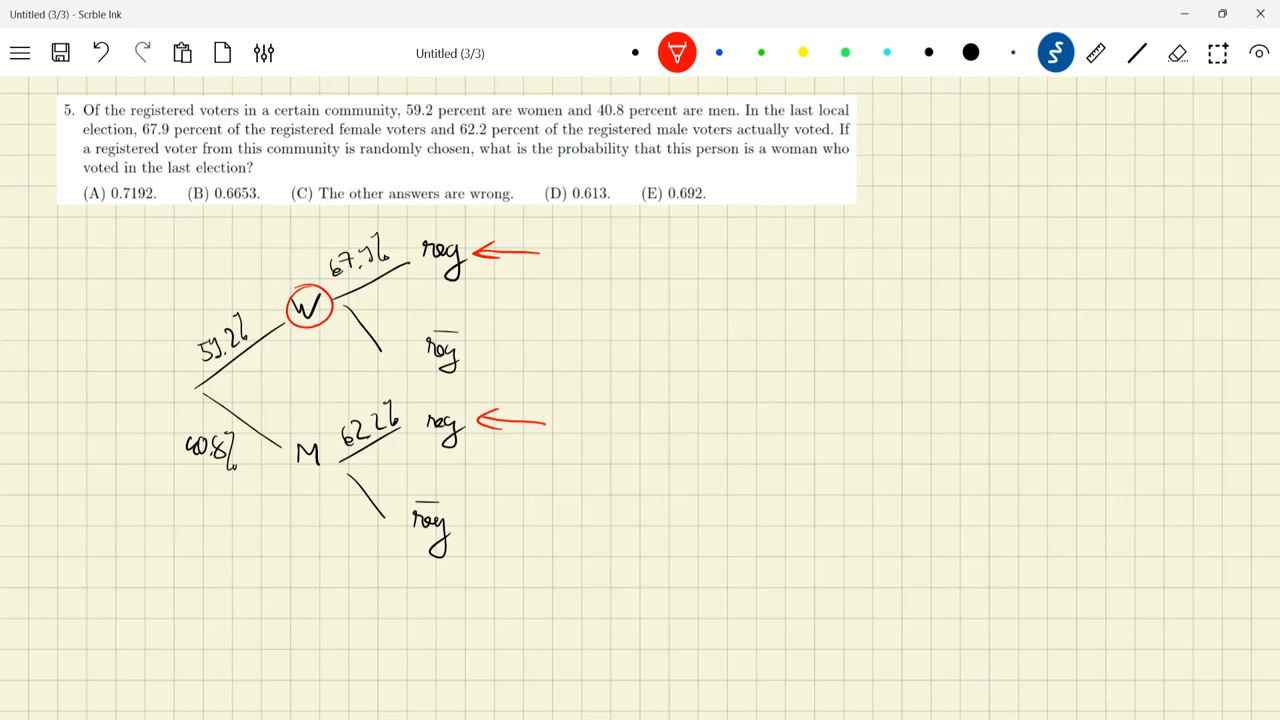 Untitled (3/3) - Scrble Ink
Untitled (3/3)
5. Of the registered voters in a certain community, 59.2 percent are women and 40.8 percent are men. In the last local
election, 67.9 percent of the registered female voters and 62.2 percent of the registered male voters actually voted. If
a registered voter from this community is randomly chosen, what is the probability that this person is a woman who
voted in the last election?
(A) 0.7192. (B) 0.6653. (C) The other answers are wrong. (D) 0.613. (E) 0.692.
67.9% reg
W
59.2%
reg
62.2% reg
40.8%
M
reg